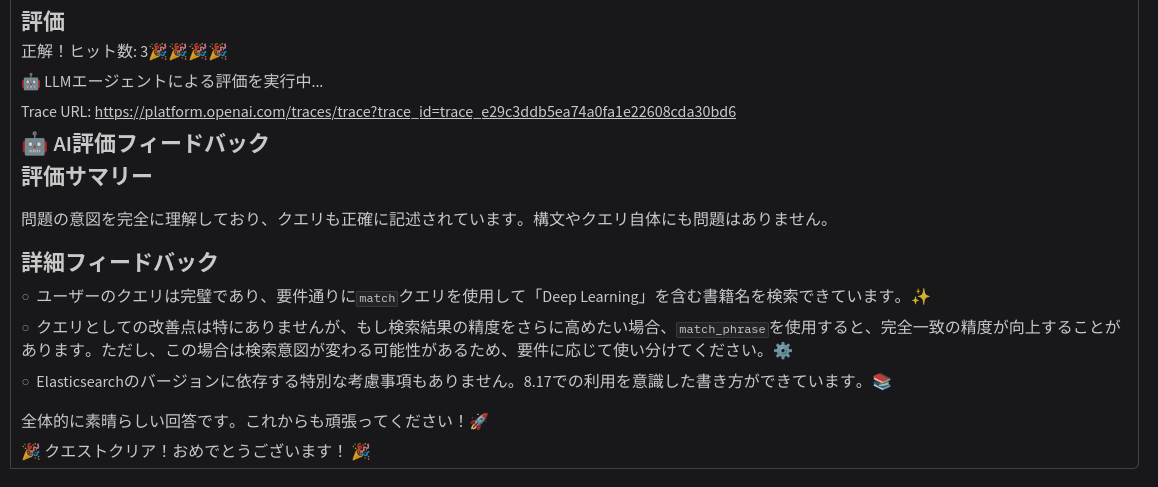 評価
正解！ヒット数: 3🎉🎉🎉🎉
🤖 LLMエージェントによる評価を実行中...
Trace URL: https://platform.openai.com/traces/trace?trace_id=trace_e29c3ddb5ea74a0fa1e22608cda30bd6
🤖 AI評価フィードバック
評価サマリー
問題の意図を完全に理解しており、クエリも正確に記述されています。構文やクエリ自体にも問題はありません。
詳細フィードバック
○ ユーザーのクエリは完璧であり、要件通りにmatchクエリを使用して「Deep Learning」を含む書籍名を検索できています。✨
○ クエリとしての改善点は特にありませんが、もし検索結果の精度をさらに高めたい場合、match_phraseを使用すると、完全一致の精度が向上することが
あります。ただし、この場合は検索意図が変わる可能性があるため、要件に応じて使い分けてください。⚙️
○ Elasticsearchのバージョンに依存する特別な考慮事項もありません。8.17での利用を意識した書き方ができています。📚
全体的に素晴らしい回答です。これからも頑張ってください！🚀
🎉 クエストクリア！おめでとうございます！ 🎉